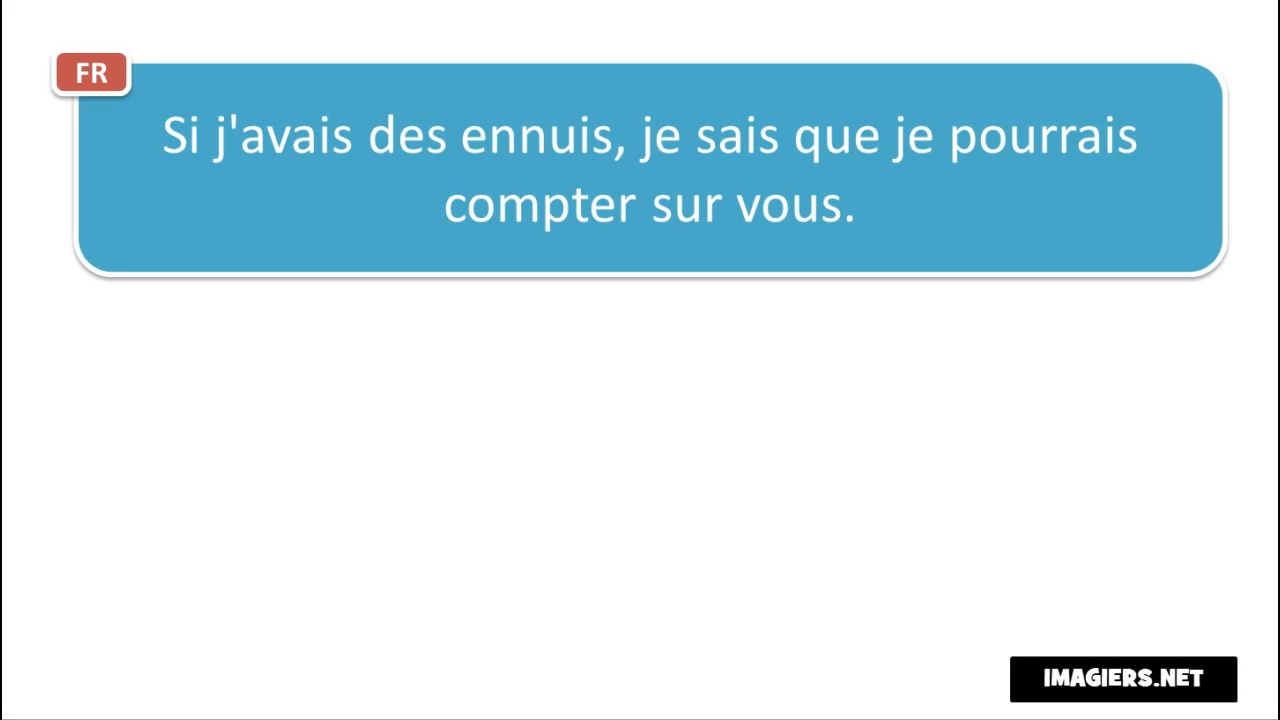 FR
Si j'avais des ennuis, je sais que je pourrais
compter sur vous.
IMAGIERS.NET